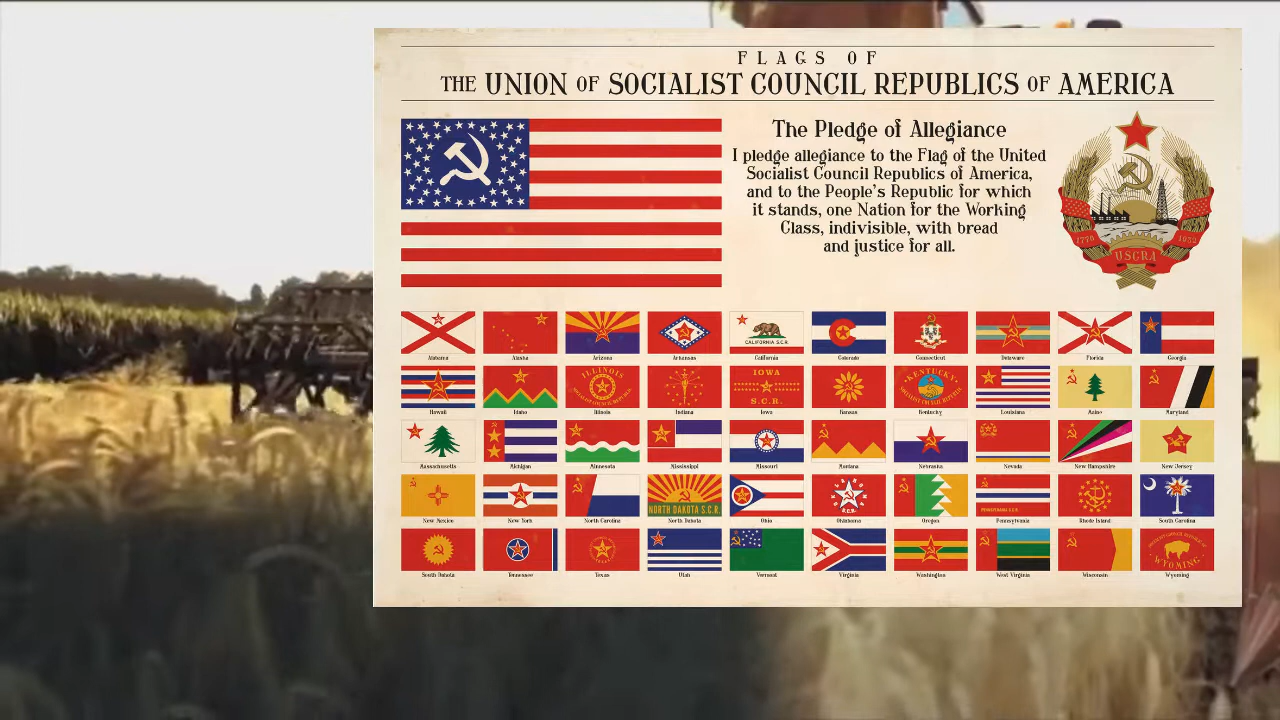 FLAGS OF
THE UNION OF SOCIALIST COUNCIL REPUBLICS OF AMERICA
The Pledge of Allegiance
I pledge allegiance to the Flag of the United
Socialist Council Republics of America,
and to the People's Republic for which
it stands, one Nation for the Working
Class, indivisible, with bread
and justice for all.
1776 1932
USCRA
CALIFORNIA S.C.R.
Alabama Alaska Arizona Arkansas California Colorado Connecticut Delaware Florida Georgia
ILLINOIS
IOWA
S.C.R.
KENTUCKY
Hawaii Idaho Illinois Indiana Iowa Kansas Kentucky Louisiana Maine Maryland
Massachusetts Michigan Minnesota Mississippi Missouri Montana Nebraska Nevada New Hampshire New Jersey
NORTH DAKOTA S.C.R.
PENNSYLVANIA S.C.R.
New Mexico New York North Carolina North Dakota Ohio Oklahoma Oregon Pennsylvania Rhode Island South Carolina
WYOMING
South Dakota Tennessee Texas Utah Vermont Virginia Washington West Virginia Wisconsin Wyoming